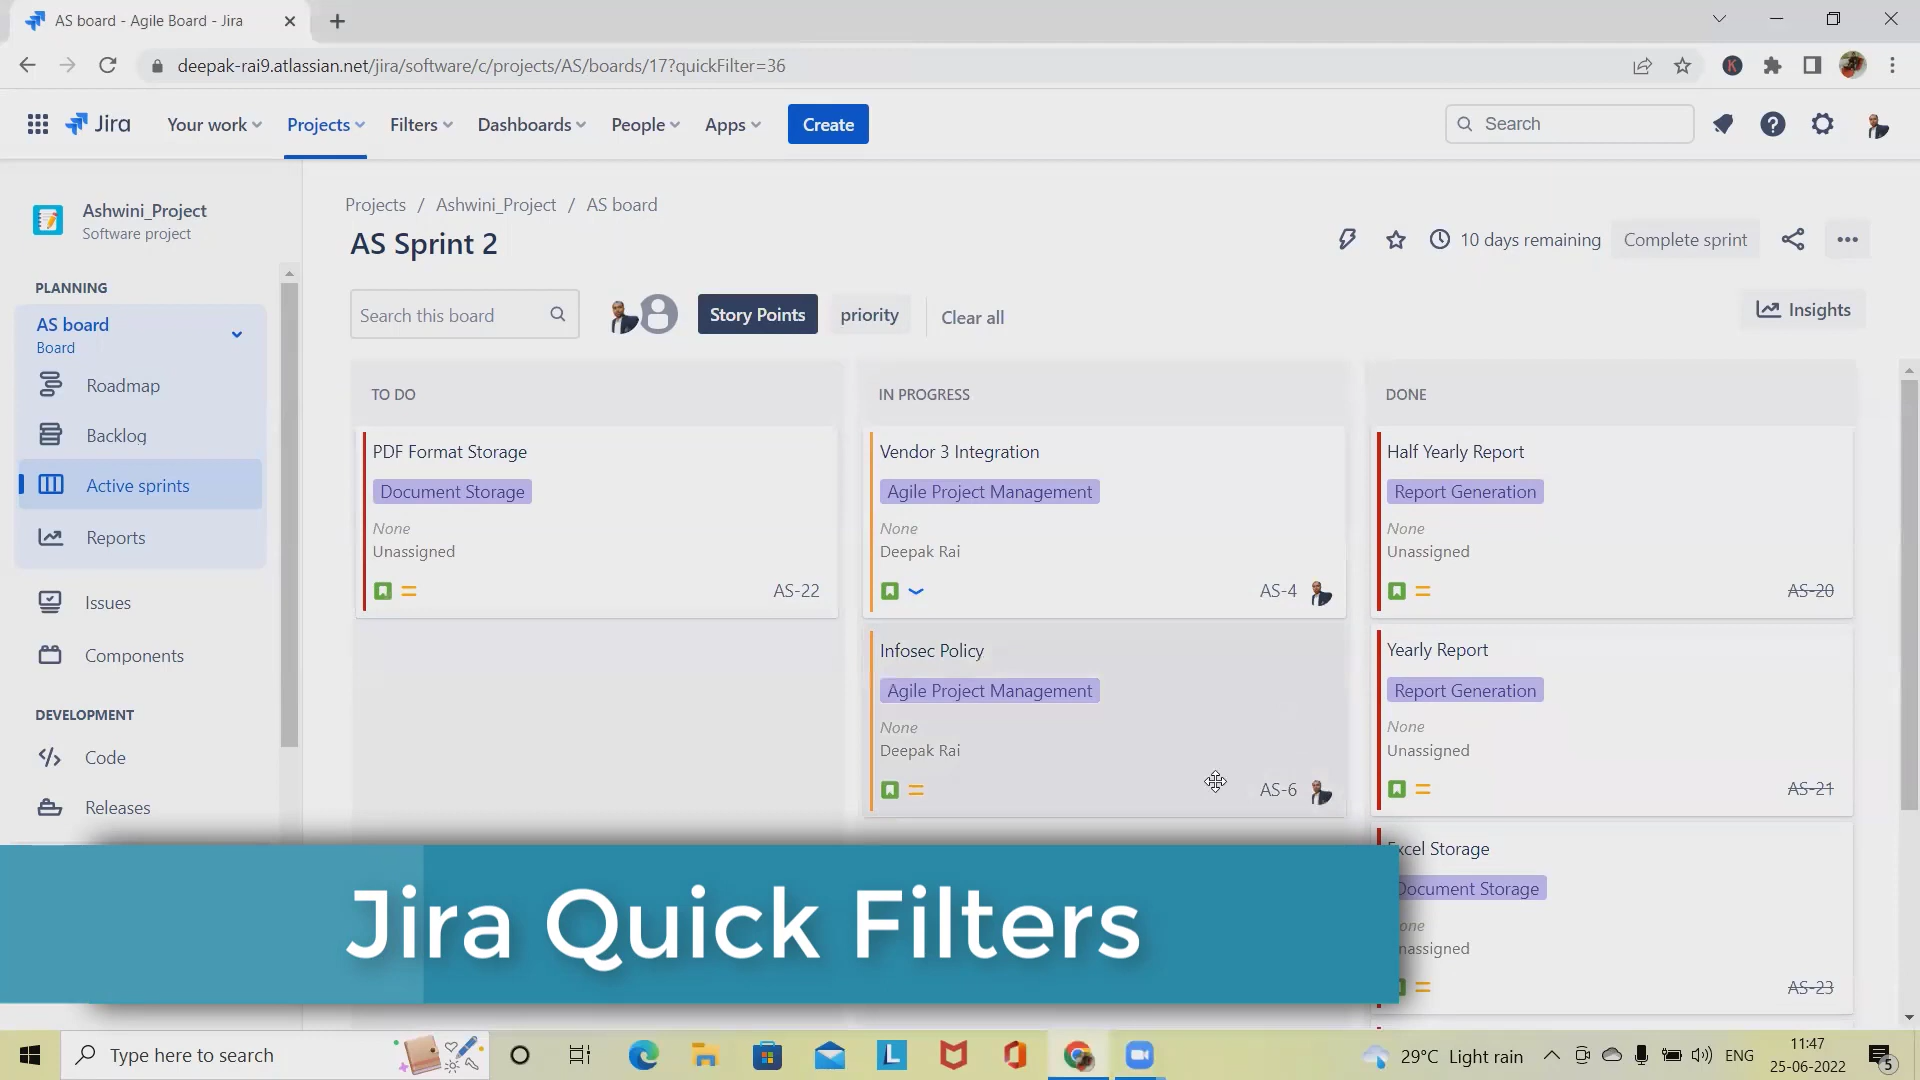 AS board - Agile Board - Jira
deepak-rai9.atlassian.net/jira/software/c/projects/AS/boards/17?quickFilter=36
K
Jira
Your work
Projects
Filters
Dashboards
People
Apps
Create
Search
Ashwini_Project
Software project
PLANNING
AS board
Board
Roadmap
Backlog
Active sprints
Reports
Issues
Components
DEVELOPMENT
Code
Releases
Projects / Ashwini_Project / AS board
AS Sprint 2
10 days remaining
Complete sprint
Search this board
Story Points
priority
Clear all
Insights
TO DO
PDF Format Storage
Document Storage
None
Unassigned
AS-22
IN PROGRESS
Vendor 3 Integration
Agile Project Management
None
Deepak Rai
AS-4
Infosec Policy
Agile Project Management
None
Deepak Rai
AS-6
DONE
Half Yearly Report
Report Generation
None
Unassigned
AS-20
Yearly Report
Report Generation
None
Unassigned
AS-21
Excel Storage
Document Storage
one
nassigned
AS-23
Jira Quick Filters
Type here to search
L
29°C Light rain
ENG
11:47
25-06-2022
5